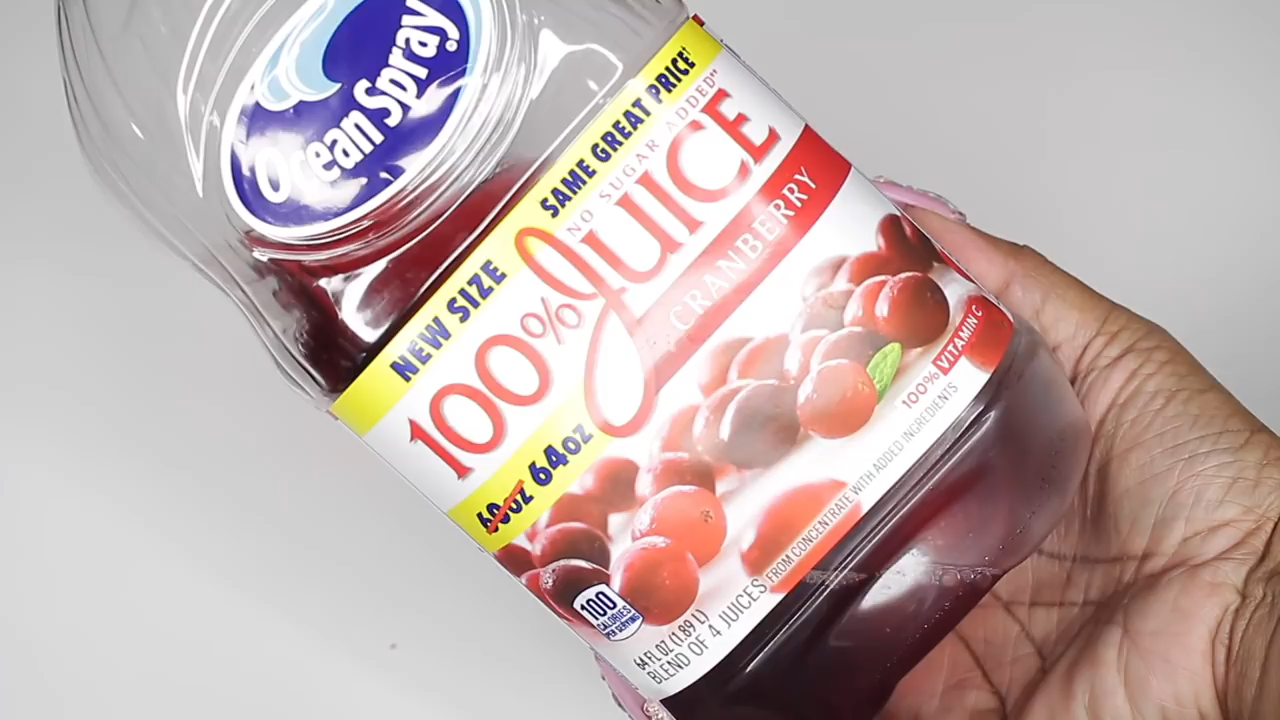 Ocean Spray
NEW SIZE SAME GREAT PRICE†
NO SUGAR ADDED**
100% JUICE
CRANBERRY
60oz 64oz
100% VITAMIN C
100
CALORIES
PER SERVING
64 FL OZ (1.89 L)
BLEND OF 4 JUICES FROM CONCENTRATE WITH ADDED INGREDIENTS